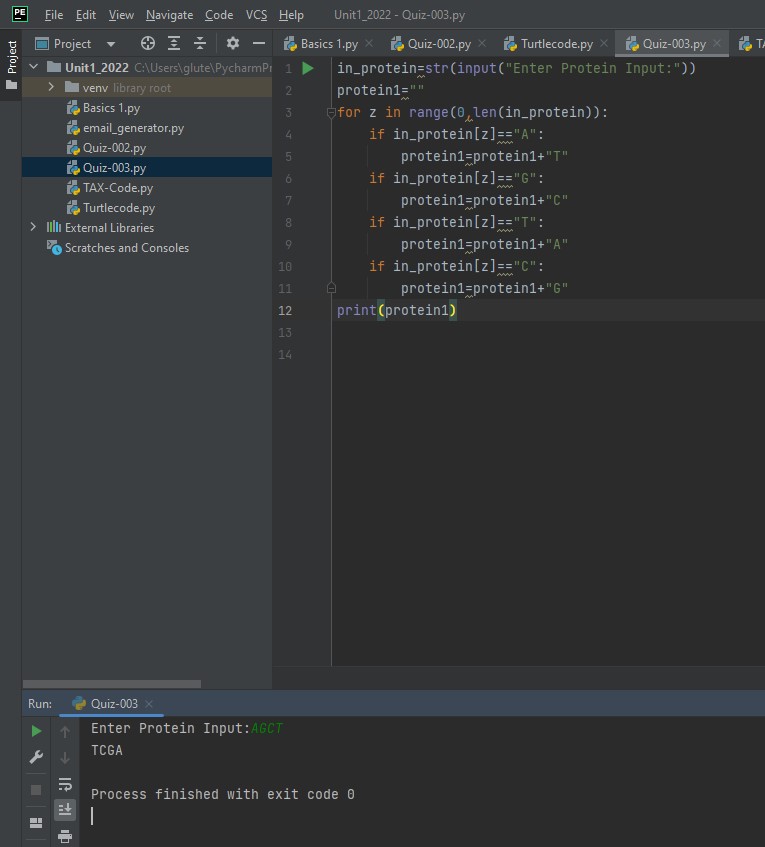 PE File Edit View Navigate Code VCS Help Unit1_2022 - Quiz-003.py
Project
Project
Basics 1.py Quiz-002.py Turtlecode.py Quiz-003.py TA
Unit1_2022 C:\Users\glute\PycharmPr
venv library root
Basics 1.py
email_generator.py
Quiz-002.py
Quiz-003.py
TAX-Code.py
Turtlecode.py
External Libraries
Scratches and Consoles
1 in_protein=str(input("Enter Protein Input:"))
2 protein1=""
3 for z in range(0,len(in_protein)):
4 if in_protein[z]=="A":
5 protein1=protein1+"T"
6 if in_protein[z]=="G":
7 protein1=protein1+"C"
8 if in_protein[z]=="T":
9 protein1=protein1+"A"
10 if in_protein[z]=="C":
11 protein1=protein1+"G"
12 print(protein1)
13
14
Run: Quiz-003
Enter Protein Input:AGCT
TCGA
Process finished with exit code 0